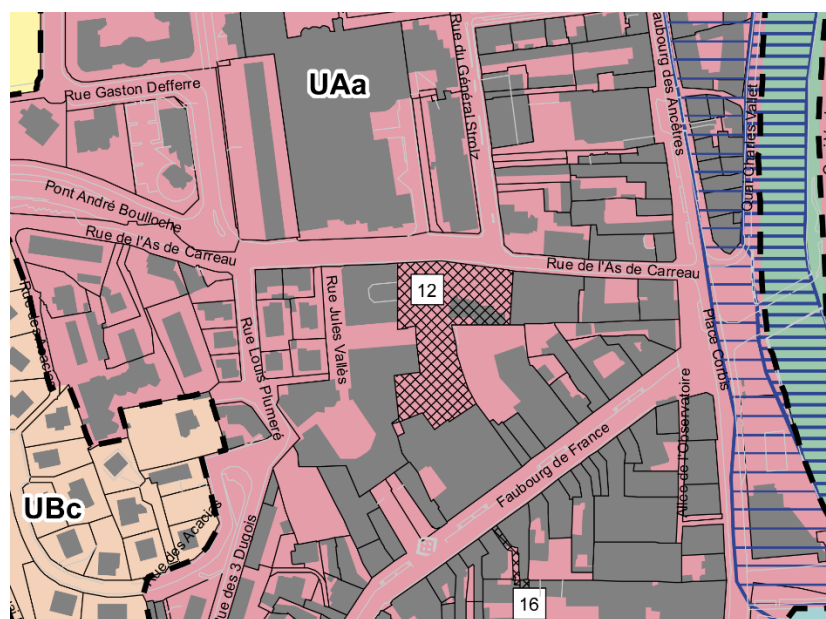 Rue Gaston Defferre
UAa
Rue du Général Strolz
Faubourg des Ancêtres
Quai Charles Vallet
Pont André Boulloche
Rue de l'As de Carreau
Rue de l'As de Carreau
12
Rue des Acacias
Rue Louis Plumeré
Rue Jules Vallés
Place Corbis
Allée de l'Observatoire
Faubourg de France
UBc
Rue des Acacias
Rue des 3 Dugois
16